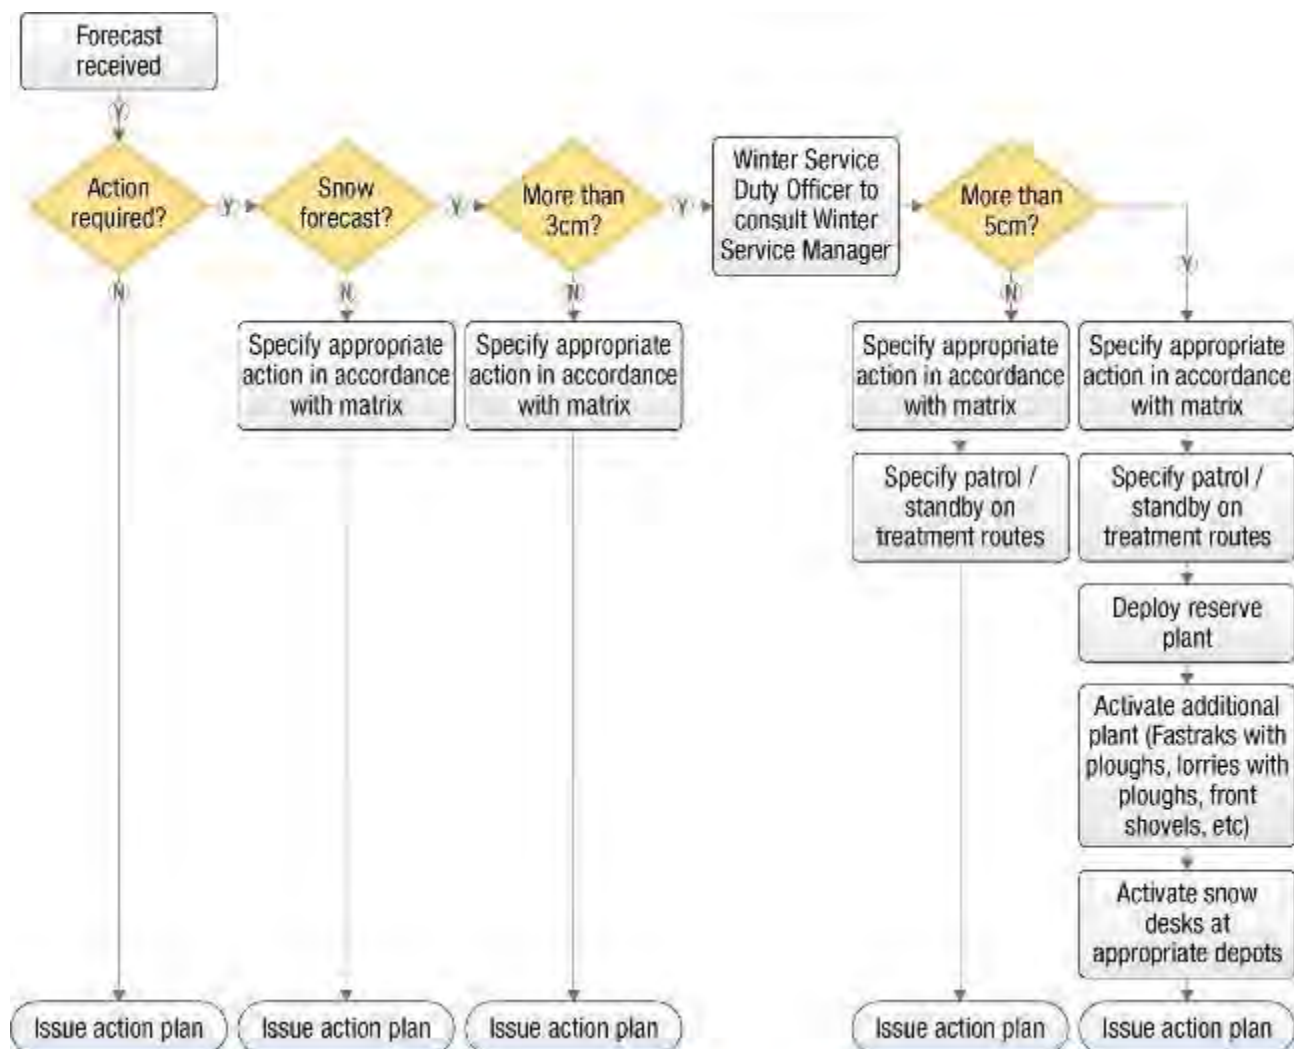 Forecast
received
Y
Action
required?
Y
Snow
forecast?
Y
More than
3cm?
Y
Winter Service
Duty Officer to
consult Winter
Service Manager
More than
5cm?
Y
N
N
N
N
Specify appropriate
action in accordance
with matrix
Specify appropriate
action in accordance
with matrix
Specify appropriate
action in accordance
with matrix
Specify appropriate
action in accordance
with matrix
Specify patrol /
standby on
treatment routes
Specify patrol /
standby on
treatment routes
Deploy reserve
plant
Activate additional
plant (Fastraks with
ploughs, lorries with
ploughs, front
shovels, etc)
Activate snow
desks at
appropriate depots
Issue action plan
Issue action plan
Issue action plan
Issue action plan
Issue action plan